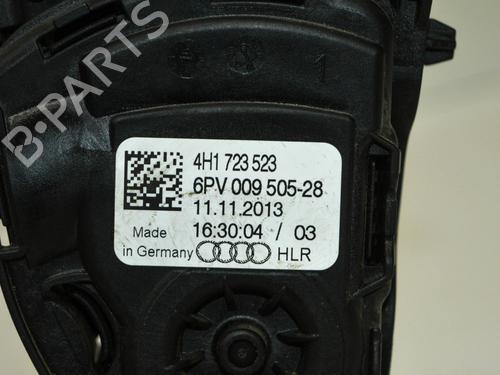 B-PARTS
1
4H1 723 523
6PV 009 505-28
11.11.2013
Made 16:30:04 / 03
in Germany HLR